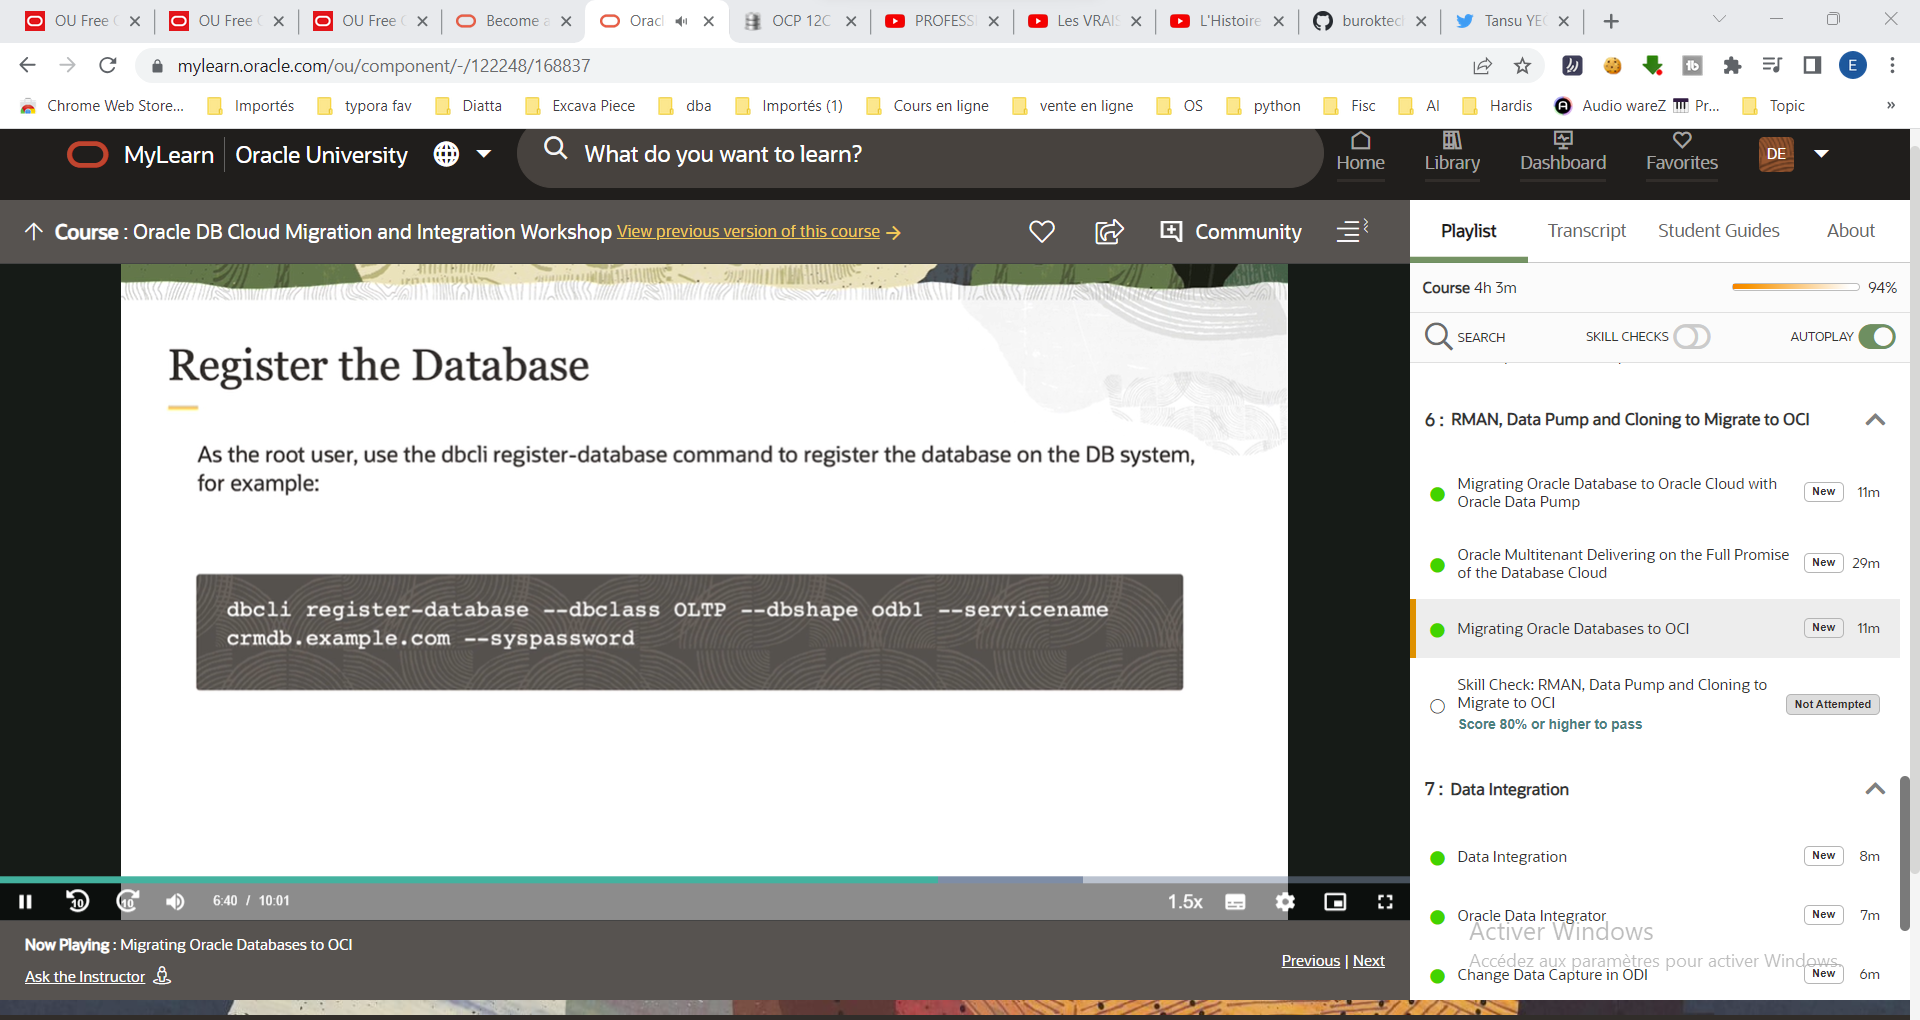 OU Free
OU Free
OU Free
Become a
Oracl
OCP 12C
PROFESS
Les VRAIS
L'Histoire
buroktec
Tansu YE
mylearn.oracle.com/ou/component/-/122248/168837
E
Chrome Web Store...
Importés
typora fav
Diatta
Excava Piece
dba
Importés (1)
Cours en ligne
vente en ligne
OS
python
Fisc
AI
Hardis
Audio wareZ
Pr...
Topic
»
MyLearn
Oracle University
What do you want to learn?
Home
Library
Dashboard
Favorites
DE
Course : Oracle DB Cloud Migration and Integration Workshop View previous version of this course →
Community
Playlist
Transcript
Student Guides
About
Course 4h 3m
94%
SEARCH
SKILL CHECKS
AUTOPLAY
Register the Database
As the root user, use the dbcli register-database command to register the database on the DB system,
for example:
dbcli register-database --dbclass OLTP --dbshape odb1 --servicename
crmdb.example.com --syspassword
6 : RMAN, Data Pump and Cloning to Migrate to OCI
Migrating Oracle Database to Oracle Cloud with
Oracle Data Pump
New 11m
Oracle Multitenant Delivering on the Full Promise
of the Database Cloud
New 29m
Migrating Oracle Databases to OCI
New 11m
Skill Check: RMAN, Data Pump and Cloning to
Migrate to OCI
Score 80% or higher to pass
Not Attempted
7 : Data Integration
Data Integration
New 8m
Oracle Data Integrator
New 7m
Change Data Capture in ODI
New 6m
Activer Windows
Accédez aux paramètres pour activer Windows.
10
10
6:40 / 10:01
1.5x
Now Playing : Migrating Oracle Databases to OCI
Ask the Instructor
Previous | Next